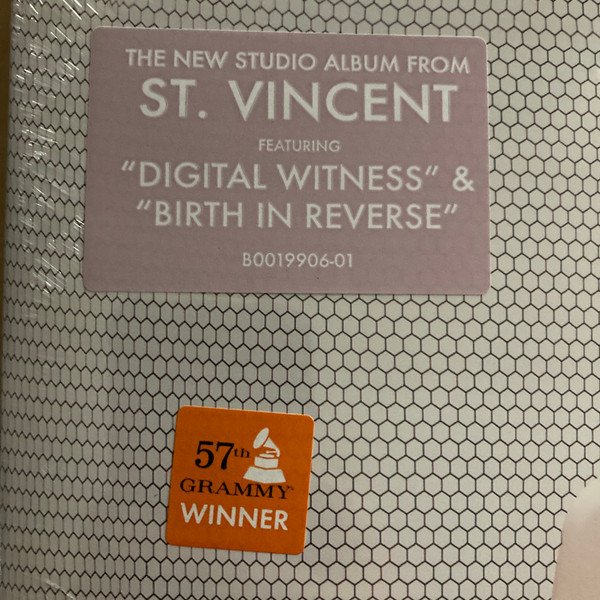 THE NEW STUDIO ALBUM FROM
ST. VINCENT
FEATURING
“DIGITAL WITNESS” &
“BIRTH IN REVERSE”
B0019906-01
57th
GRAMMY®
WINNER